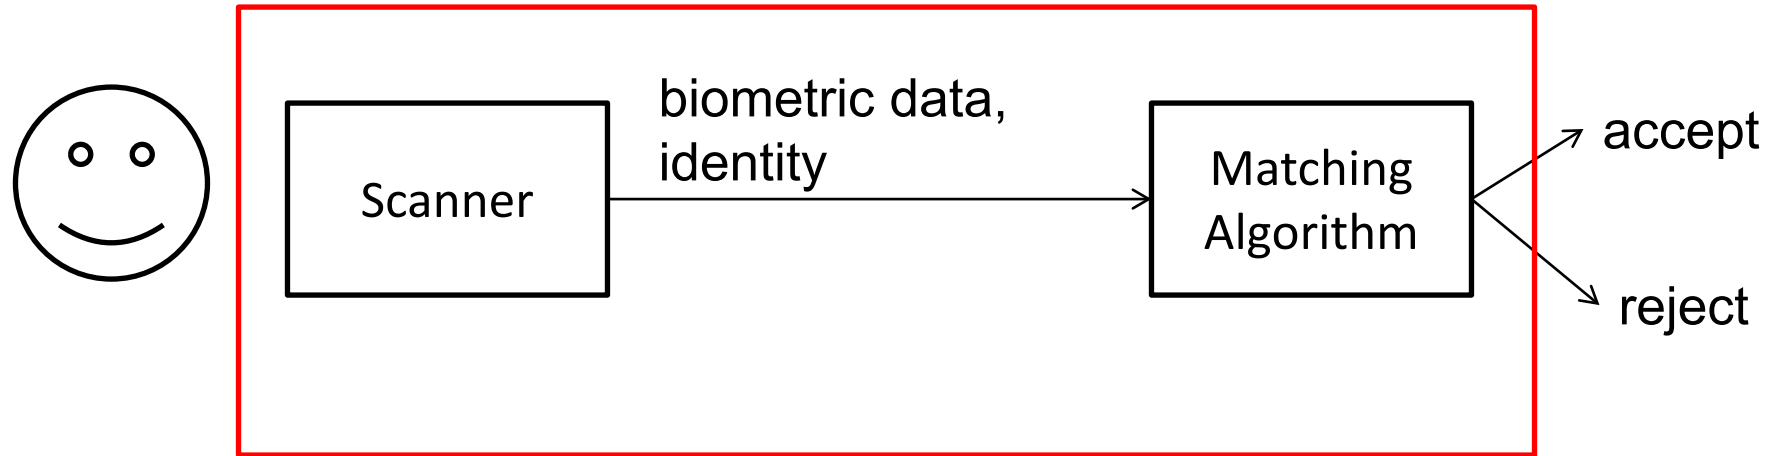 Scanner
biometric data,
identity
Matching
Algorithm
accept
reject